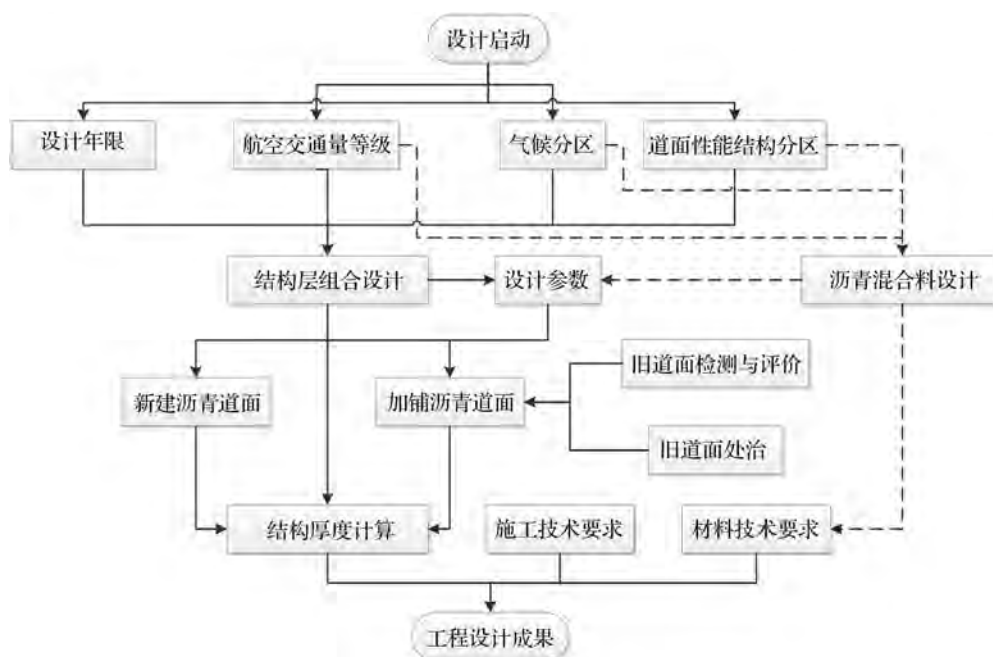 设计启动
设计年限
航空交通量等级
气候分区
道面性能结构分区
结构层组合设计
设计参数
沥青混合料设计
旧道面检测与评价
新建沥青道面
加铺沥青道面
旧道面处治
结构厚度计算
施工技术要求
材料技术要求
工程设计成果